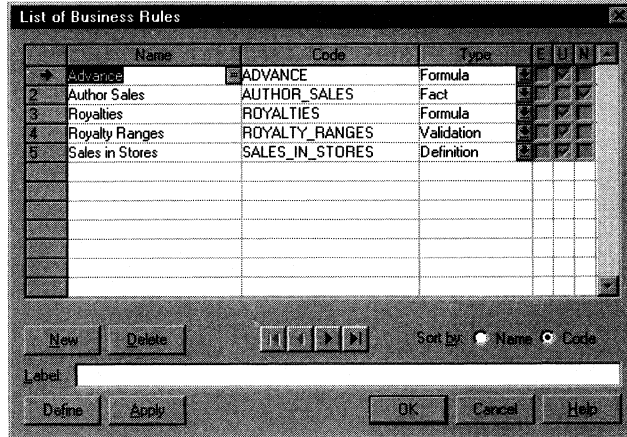 List of Business Rules
Name Code Type E U N
Advance = ADVANCE Formula
2 Author Sales AUTHOR_SALES Fact
3 Royalties ROYALTIES Formula
4 Royalty Ranges ROYALTY_RANGES Validation
5 Sales in Stores SALES_IN_STORES Definition
New Delete Sort by: Name Code
Label:
Define Apply OK Cancel Help